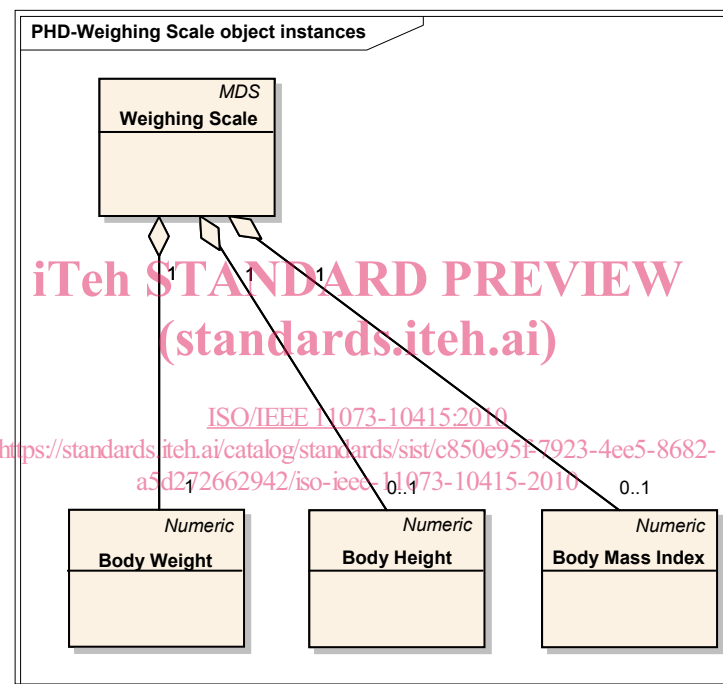 PHD-Weighing Scale object instances
MDS
Weighing Scale
1 1 1
iTeh STANDARD PREVIEW
(standards.iteh.ai)
ISO/IEEE 11073-10415:2010
https://standards.iteh.ai/catalog/standards/sist/c850e95f-7923-4ee5-8682-
a5d272662942/iso-ieee-11073-10415-2010
1 0..1 0..1
Numeric
Body Weight
Numeric
Body Height
Numeric
Body Mass Index